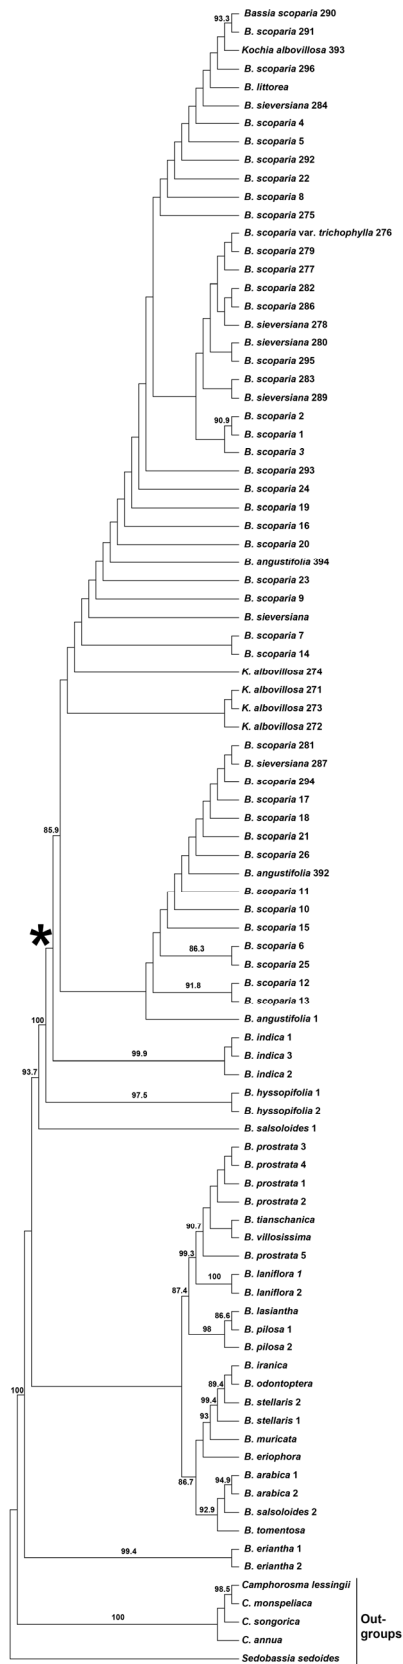 93.3
Bassia scoparia 290
B. scoparia 291
Kochia albovillosa 393
B. scoparia 296
B. littorea
B. sieversiana 284
B. scoparia 4
B. scoparia 5
B. scoparia 292
B. scoparia 22
B. scoparia 8
B. scoparia 275
B. scoparia var. trichophylla 276
B. scoparia 279
B. scoparia 277
B. scoparia 282
B. scoparia 286
B. sieversiana 278
B. sieversiana 280
B. scoparia 295
B. scoparia 283
B. sieversiana 289
90.9
B. scoparia 2
B. scoparia 1
B. scoparia 3
B. scoparia 293
B. scoparia 24
B. scoparia 19
B. scoparia 16
B. scoparia 20
B. angustifolia 394
B. scoparia 23
B. scoparia 9
B. sieversiana
B. scoparia 7
B. scoparia 14
K. albovillosa 274
K. albovillosa 271
K. albovillosa 273
K. albovillosa 272
B. scoparia 281
B. sieversiana 287
B. scoparia 294
B. scoparia 17
B. scoparia 18
85.9
B. scoparia 21
B. scoparia 26
B. angustifolia 392
B. scoparia 11
B. scoparia 10
B. scoparia 15
*
86.3
B. scoparia 6
B. scoparia 25
91.8
B. scoparia 12
B. scoparia 13
B. angustifolia 1
100
B. indica 1
99.9
B. indica 3
B. indica 2
93.7
97.5
B. hyssopifolia 1
B. hyssopifolia 2
B. salsoloides 1
B. prostrata 3
B. prostrata 4
B. prostrata 1
B. prostrata 2
90.7
B. tianschanica
B. villosissima
99.3
B. prostrata 5
100
B. laniflora 1
87.4
B. laniflora 2
86.6
B. lasiantha
98
B. pilosa 1
B. pilosa 2
B. iranica
89.4
B. odontoptera
99.4
B. stellaris 2
100
93
B. stellaris 1
B. muricata
B. eriophora
86.7
94.9
B. arabica 1
B. arabica 2
92.9
B. salsoloides 2
B. tomentosa
99.4
B. eriantha 1
B. eriantha 2
98.5
Camphorosma lessingii
C. monspeliaca
100
C. songorica
C. annua
Out-
groups
Sedobassia sedoides